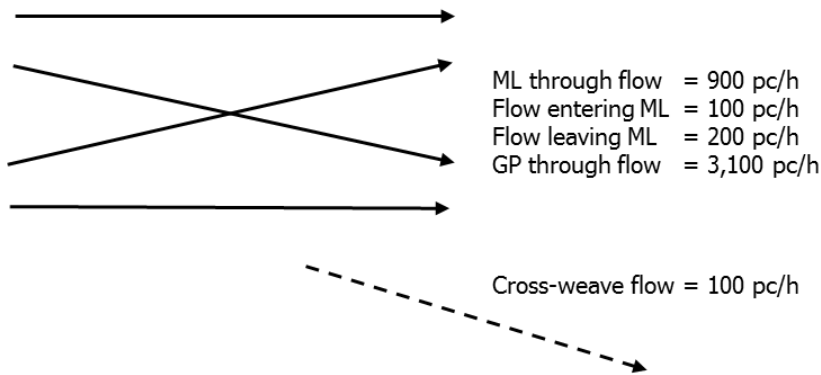 ML through flow = 900 pc/h
Flow entering ML = 100 pc/h
Flow leaving ML = 200 pc/h
GP through flow = 3,100 pc/h
Cross-weave flow = 100 pc/h